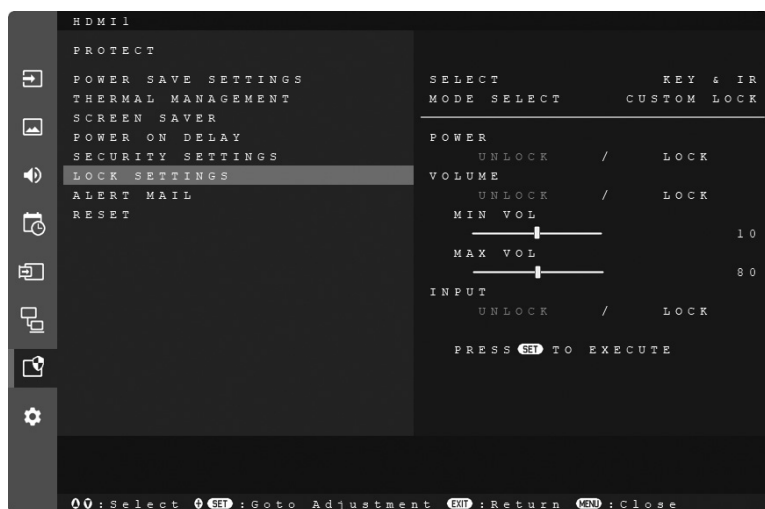 HDMI1
PROTECT
POWER SAVE SETTINGS
THERMAL MANAGEMENT
SCREEN SAVER
POWER ON DELAY
SECURITY SETTINGS
LOCK SETTINGS
ALERT MAIL
RESET
SELECT KEY & IR
MODE SELECT CUSTOM LOCK
POWER
UNLOCK / LOCK
VOLUME
UNLOCK / LOCK
MIN VOL
10
MAX VOL
80
INPUT
UNLOCK / LOCK
PRESS SET TO EXECUTE
:Select SET :Goto Adjustment EXIT :Return MENU :Close